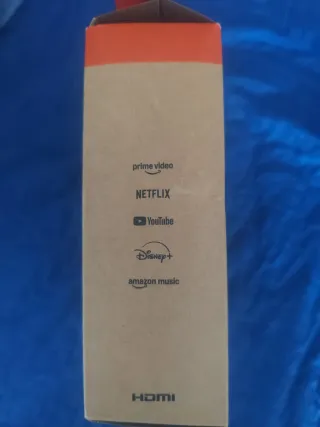 prime video
NETFLIX
YouTube
Disney+
amazon music
HDMI